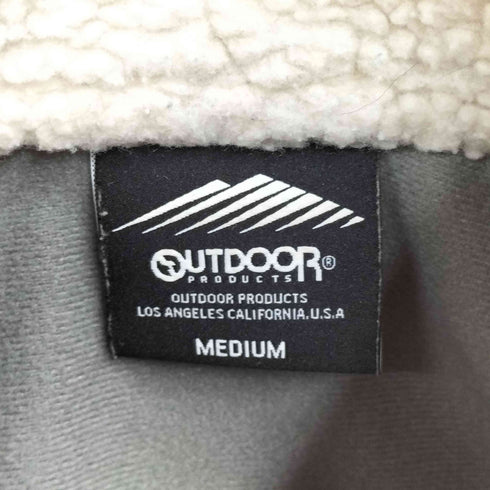 OUTDOOR®
PRODUCTS
OUTDOOR PRODUCTS
LOS ANGELES CALIFORNIA.U.S.A
MEDIUM